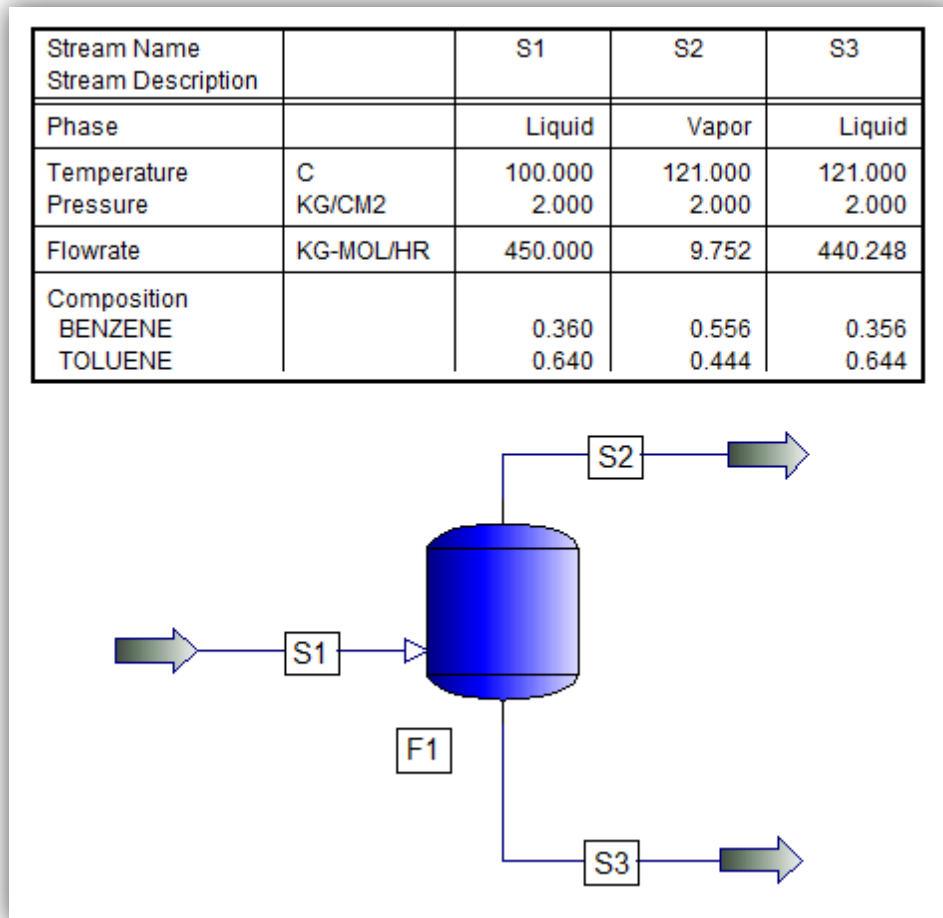 Stream Name S1 S2 S3
Stream Description
Phase Liquid Vapor Liquid
Temperature C 100.000 121.000 121.000
Pressure KG/CM2 2.000 2.000 2.000
Flowrate KG-MOL/HR 450.000 9.752 440.248
Composition
BENZENE 0.360 0.556 0.356
TOLUENE 0.640 0.444 0.644
S2
S1
F1
S3